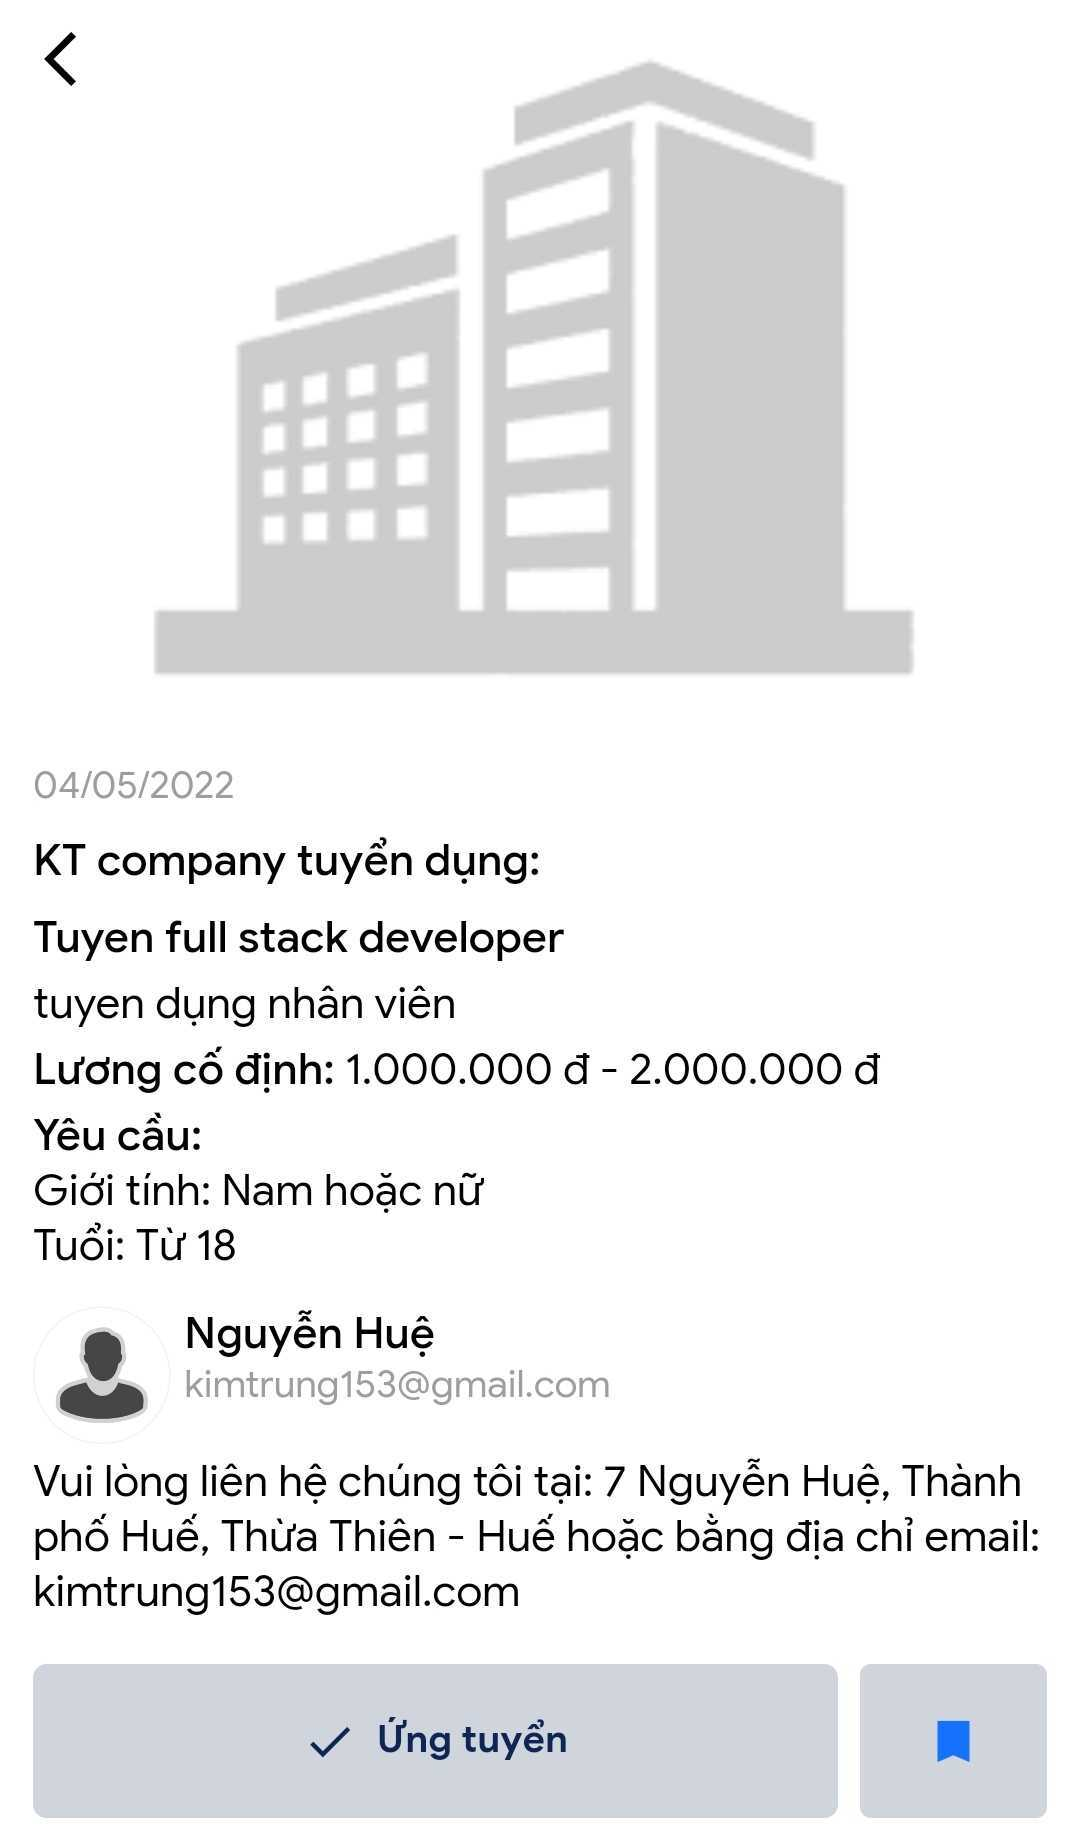 04/05/2022
KT company tuyển dụng:
Tuyen full stack developer
tuyen dụng nhân viên
Lương cố định: 1.000.000 đ - 2.000.000 đ
Yêu cầu:
Giới tính: Nam hoặc nữ
Tuổi: Từ 18
Nguyễn Huệ
kimtrung153@gmail.com
Vui lòng liên hệ chúng tôi tại: 7 Nguyễn Huệ, Thành
phố Huế, Thừa Thiên - Huế hoặc bằng địa chỉ email:
kimtrung153@gmail.com
Ứng tuyển